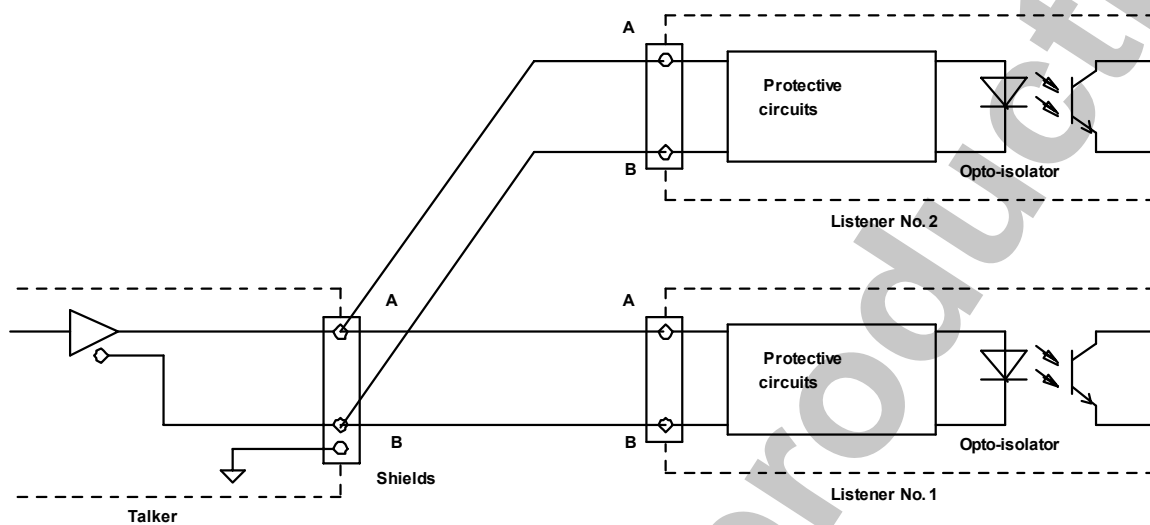 A
Protective
circuits
B
Opto-isolator
Listener No. 2
A
A
Protective
circuits
B
B
Opto-isolator
Shields
Listener No. 1
Talker